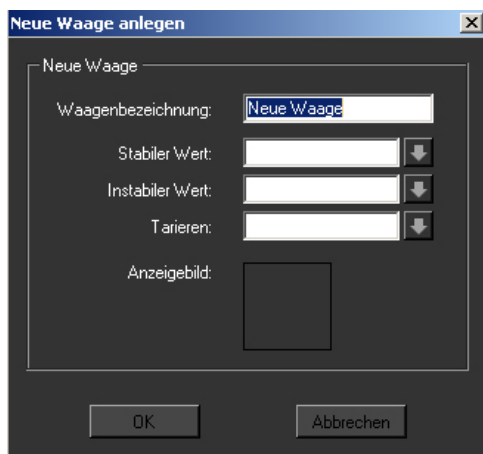 Neue Waage anlegen
Neue Waage
Waagenbezeichnung: Neue Waage
Stabiler Wert:
Instabiler Wert:
Tarieren:
Anzeigebild:
OK Abbrechen